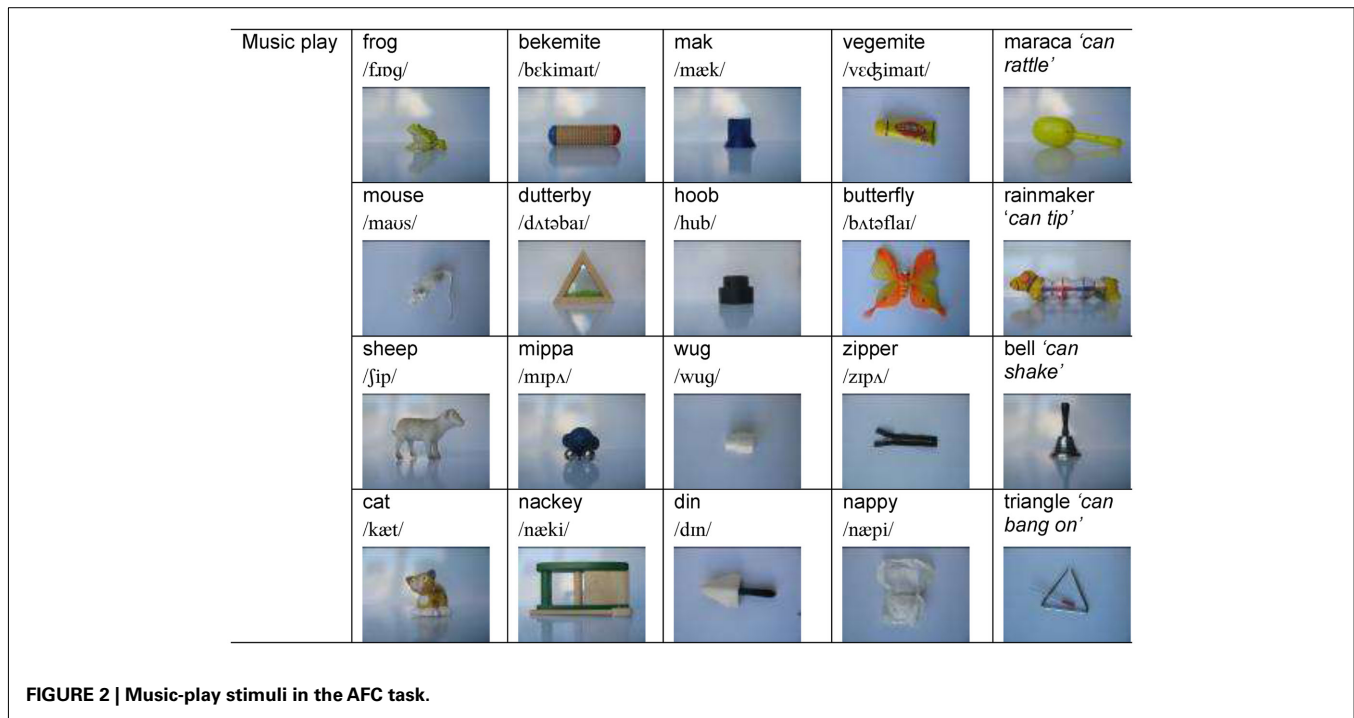 Music play
frog
/fɹɒɡ/
bekemite
/bɛkimaɪt/
mak
/mæk/
vegemite
/vɛʤimaɪt/
maraca ‘can
rattle’
mouse
/maʊs/
dutterby
/dʌtəbaɪ/
hoob
/hub/
butterfly
/bʌtəflaɪ/
rainmaker
‘can tip’
sheep
/ʃip/
mippa
/mɪpʌ/
wug
/wuɡ/
zipper
/zɪpʌ/
bell ‘can
shake’
cat
/kæt/
nackey
/næki/
din
/dɪn/
nappy
/næpi/
triangle ‘can
bang on’
FIGURE 2 | Music-play stimuli in the AFC task.